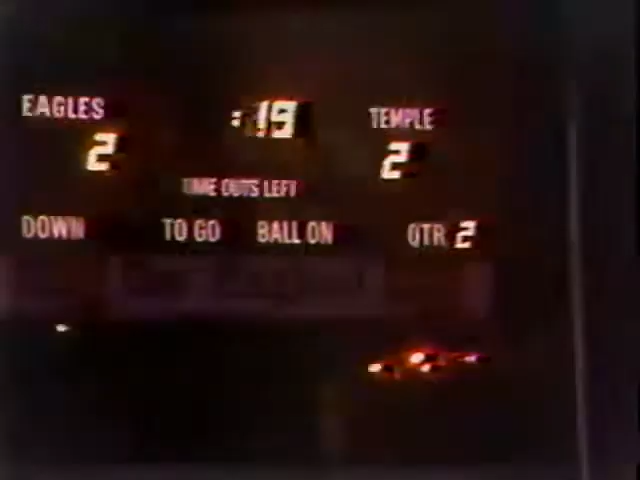 EAGLES :19 TEMPLE
2 2
TIME OUTS LEFT
DOWN TO GO BALL ON QTR 2